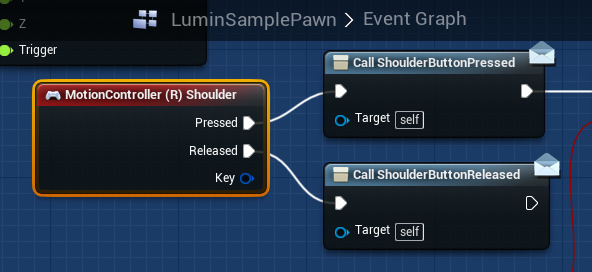 Z
LuminSamplePawn > Event Graph
Trigger
Call ShoulderButtonPressed
MotionController (R) Shoulder
Pressed
Target self
Released
Call ShoulderButtonReleased
Key
Target self